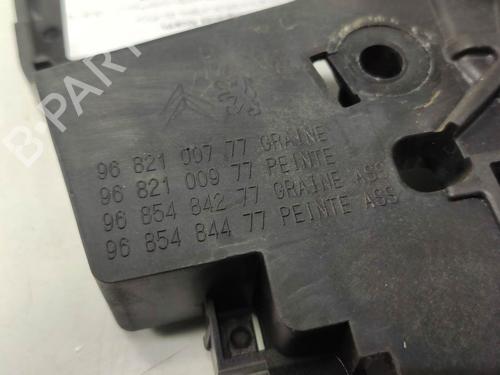 B-PARTS
96 821 007 77 GRAINE
96 821 009 77 PEINTE
96 854 842 77 GRAINE ASS
96 854 844 77 PEINTE ASS